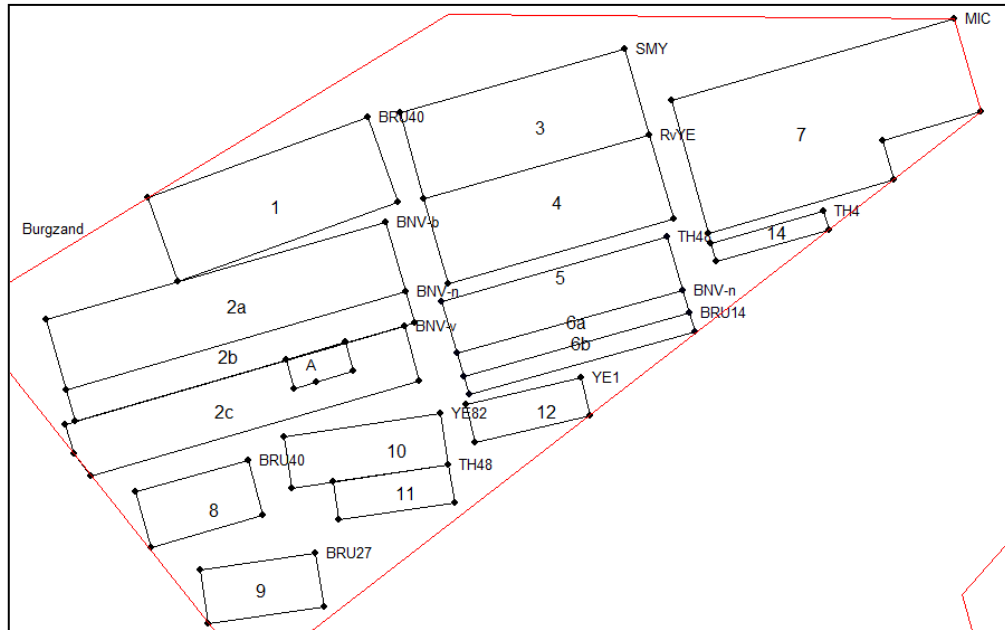 MIC
SMY
3
BRU40
RvYE
7
1
4
TH4
Burgzand
BNV-b
14
TH4
5
BNV-n
BNV-n
2a
BRU14
6a
BNV-v
6b
2b
A
YE1
2c
12
YE82
10
BRU40
TH48
11
8
BRU27
9